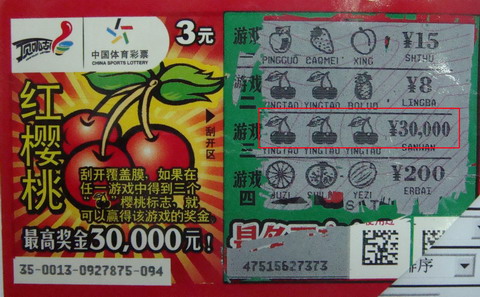 顶呱刮
中国体育彩票
CHINA SPORTS LOTTERY
3元
红樱桃
刮开区
刮开覆盖膜,如果在
任一游戏中得到三个
“ ”樱桃标志,就
可以赢得该游戏的奖金。
最高奖金30,000元!
35-0013-0927875-094
游戏一
PINGGUO CAOMEI XING
¥15
SHIWU
游戏二
YINGTAO YINGTAO BOLUO
¥8
游戏三
YINGTAO YINGTAO YINGTAO
¥30,000
SANWAN
游戏四
JUZI YEZI
¥200
ERBAI
47515627373
排序